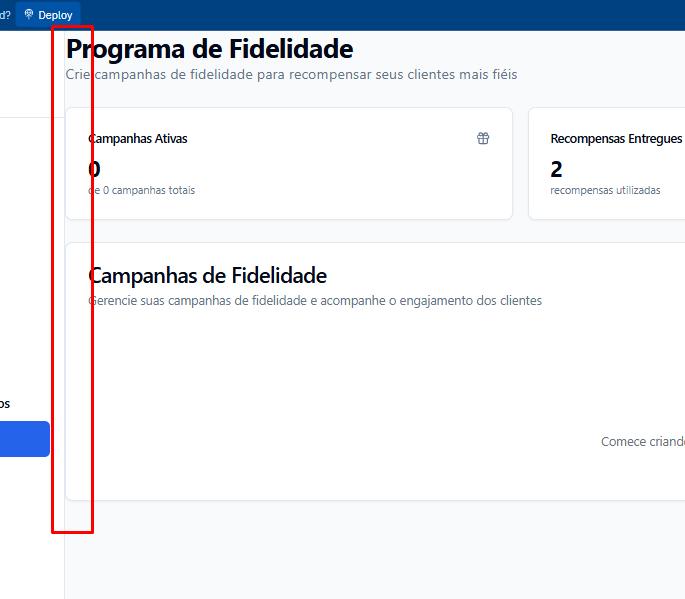 d? Deploy
Programa de Fidelidade
Crie campanhas de fidelidade para recompensar seus clientes mais fiéis
Campanhas Ativas
0
de 0 campanhas totais
Recompensas Entregues
2
recompensas utilizadas
Campanhas de Fidelidade
Gerencie suas campanhas de fidelidade e acompanhe o engajamento dos clientes
os
Comece criando